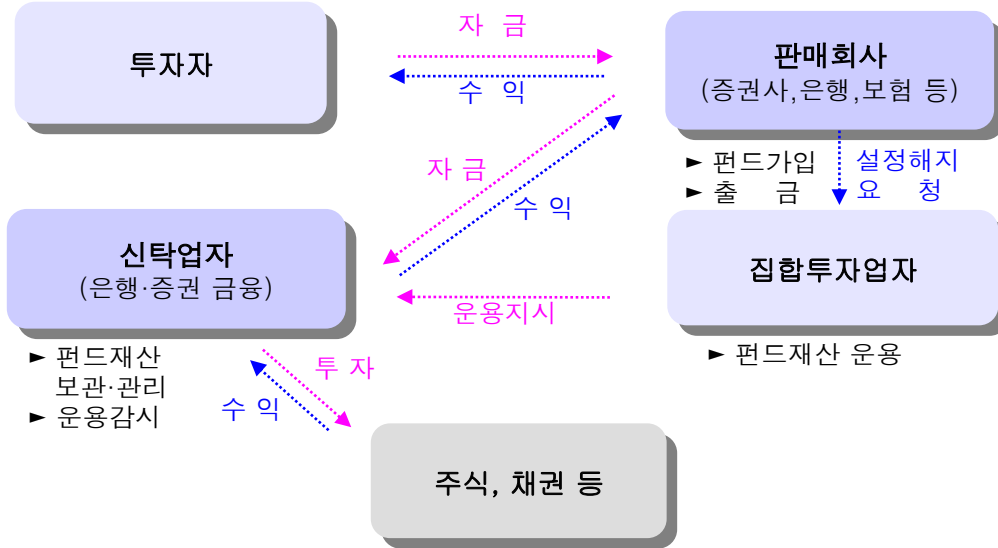 자 금
투자자
수 익
판매회사
(증권사,은행,보험 등)
► 펀드가입
► 출 금
설정해지
요 청
자 금
수 익
신탁업자
(은행·증권 금융)
집합투자업자
운용지시
► 펀드재산
보관·관리
► 운용감시
► 펀드재산 운용
투 자
수 익
주식, 채권 등